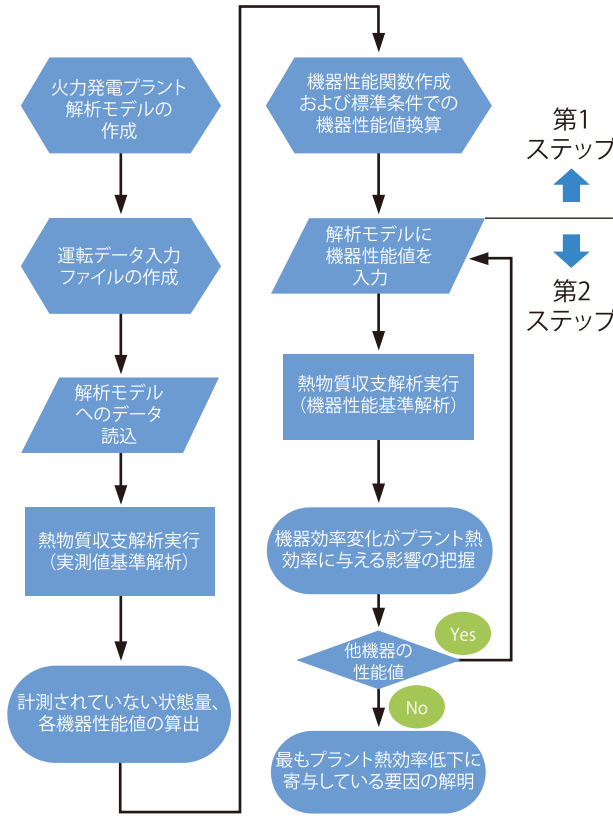 火力発電プラント
解析モデルの
作成
運転データ入力
ファイルの作成
解析モデル
へのデータ
読込
熱物質収支解析実行
（実測値基準解析）
計測されていない状態量、
各機器性能値の算出
機器性能関数作成
および標準条件での
機器性能値換算
第1
ステップ
解析モデルに
機器性能値を
入力
第2
ステップ
熱物質収支解析実行
（機器性能基準解析）
機器効率変化がプラント熱
効率に与える影響の把握
他機器の
性能値
Yes
No
最もプラント熱効率低下に
寄与している要因の解明